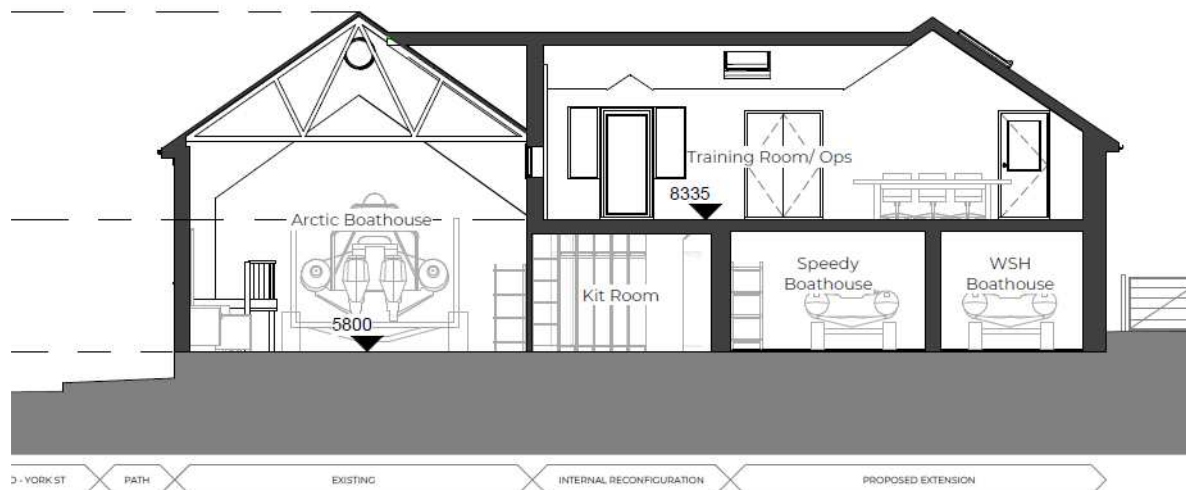 Training Room/ Ops
8335
Arctic Boathouse
Speedy
Boathouse
WSH
Boathouse
Kit Room
5800
D - YORK ST
PATH
EXISTING
INTERNAL RECONFIGURATION
PROPOSED EXTENSION